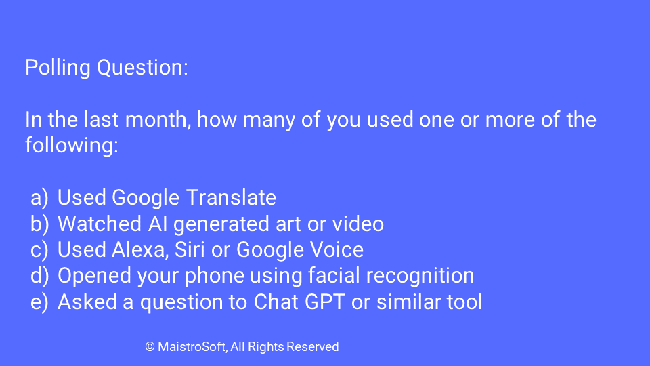 Polling Question:
In the last month, how many of you used one or more of the
following:
a) Used Google Translate
b) Watched AI generated art or video
c) Used Alexa, Siri or Google Voice
d) Opened your phone using facial recognition
e) Asked a question to Chat GPT or similar tool
© MaistroSoft, All Rights Reserved